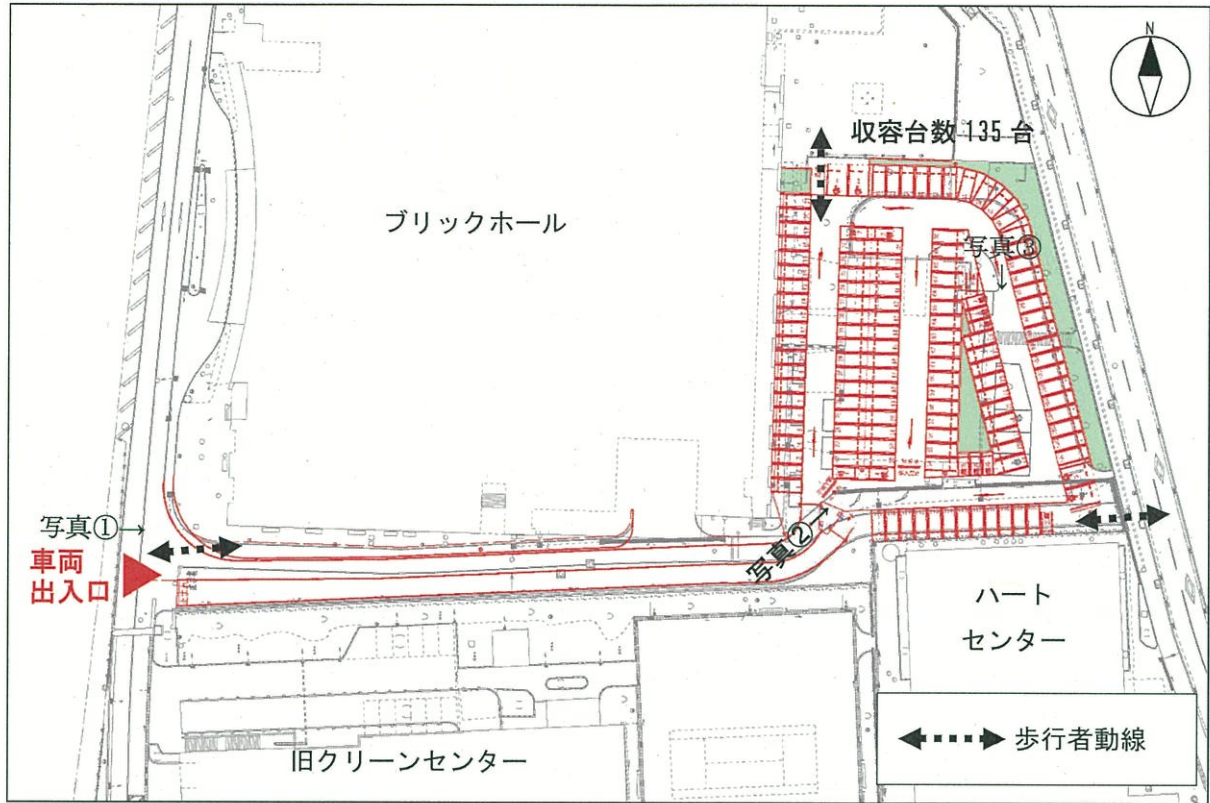 N
収容台数 135 台
ブリックホール
写真③
写真①
車両
出入口
写真②
ハート
センター
旧クリーンセンター
歩行者動線